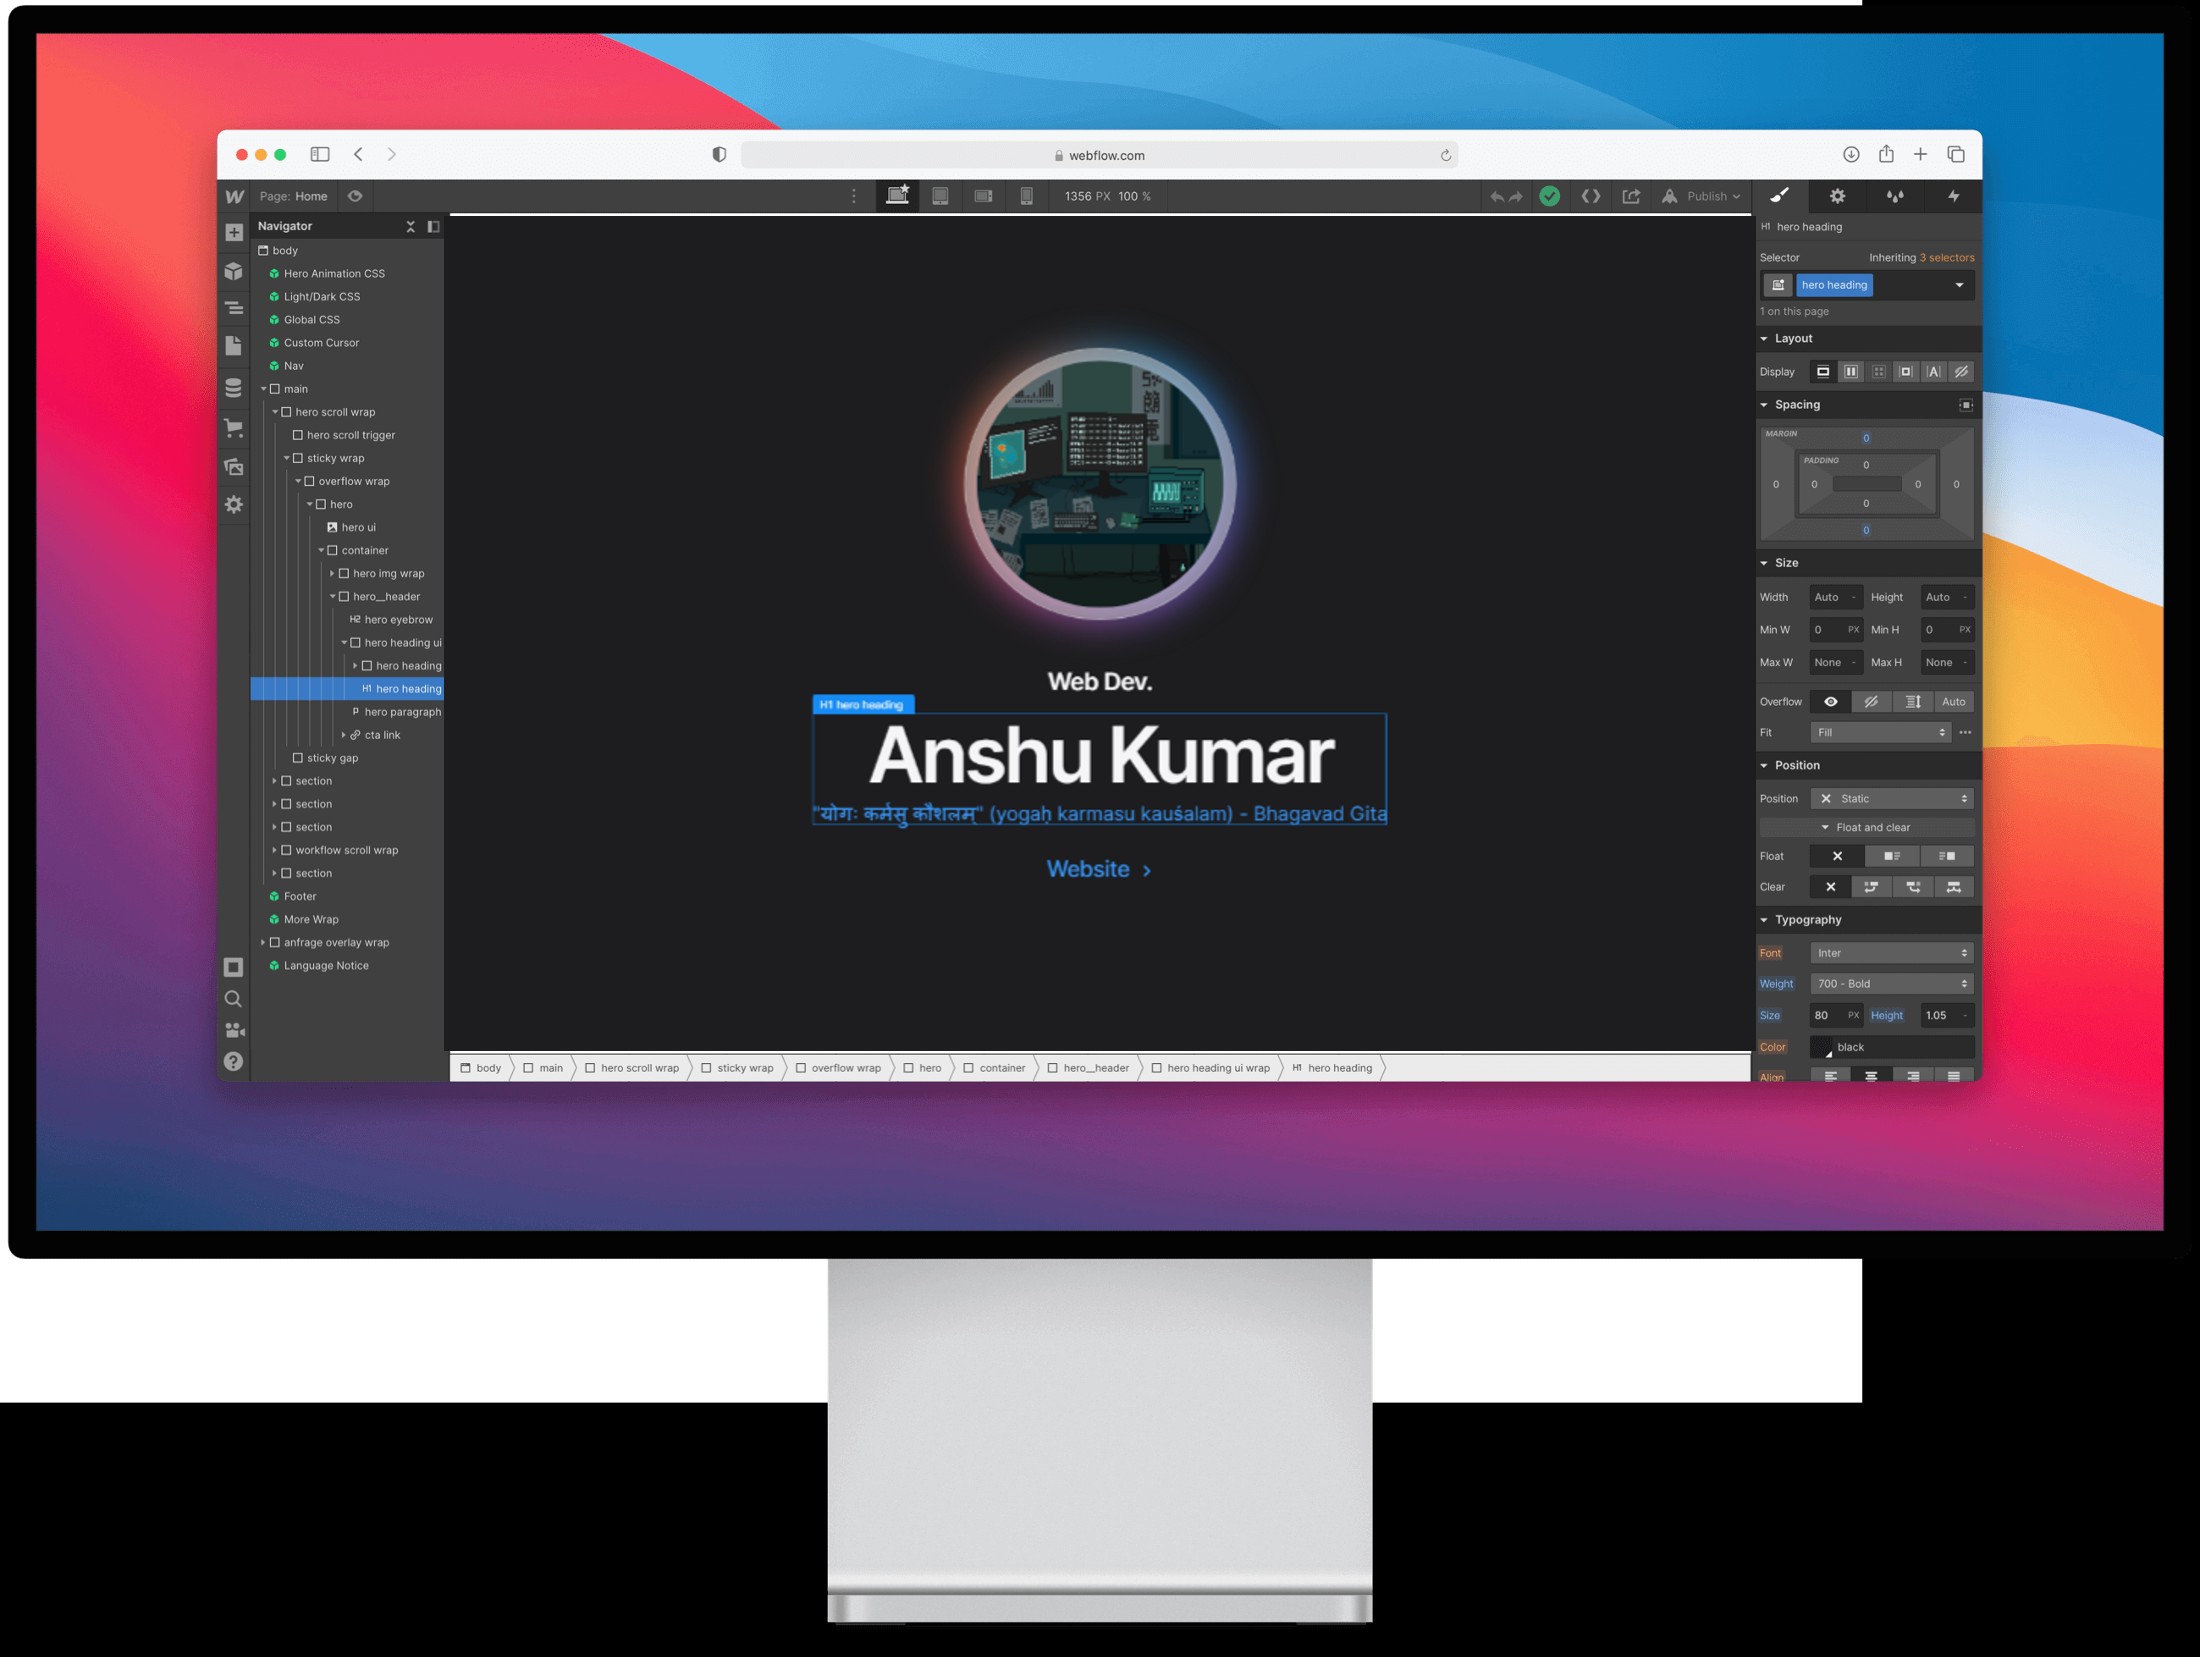 webflow.com
Page: Home
1356 PX 100 %
Publish
Navigator
body
Hero Animation CSS
Light/Dark CSS
Global CSS
Custom Cursor
Nav
main
hero scroll wrap
hero scroll trigger
sticky wrap
overflow wrap
hero
hero ui
container
hero img wrap
hero__header
H2 hero eyebrow
hero heading ui
hero heading
H1 hero heading
P hero paragraph
cta link
sticky gap
section
section
section
workflow scroll wrap
section
Footer
More Wrap
anfrage overlay wrap
Language Notice
Web Dev.
H1 hero heading
Anshu Kumar
"योगः कर्मसु कौशलम्" (yogaḥ karmasu kauśalam) - Bhagavad Gita
Website ›
body main hero scroll wrap sticky wrap overflow wrap hero container hero__header hero heading ui wrap H1 hero heading
H1 hero heading
Selector Inheriting 3 selectors
hero heading
1 on this page
Layout
Display
Spacing
MARGIN
0
PADDING
0
0 0 0 0
0
0
Size
Width Auto - Height Auto -
Min W 0 PX Min H 0 PX
Max W None - Max H None -
Overflow Auto
Fit Fill
Position
Position Static
Float and clear
Float
Clear
Typography
Font Inter
Weight 700 - Bold
Size 80 PX Height 1.05 -
Color black
Align